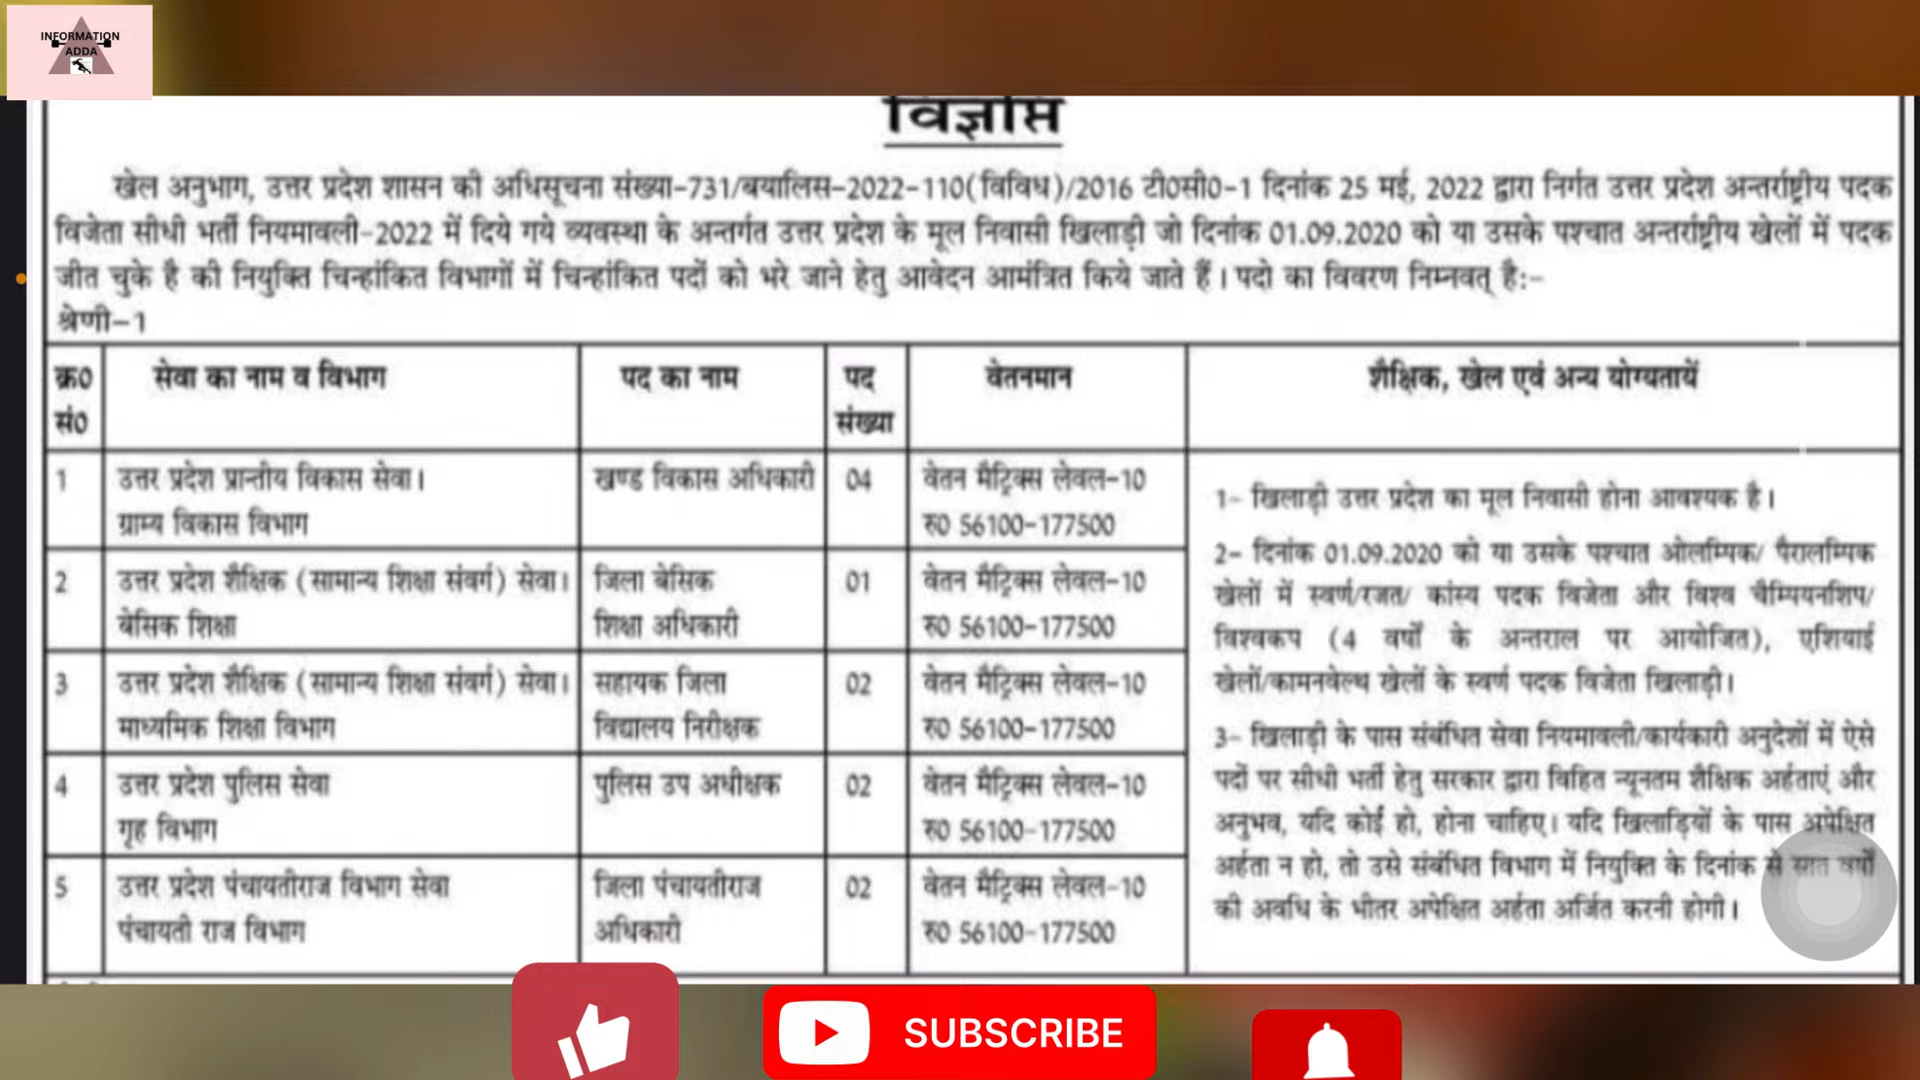 INFORMATION
ADDA
विज्ञप्ति
खेल अनुभाग, उत्तर प्रदेश शासन की अधिसूचना संख्या-731/बयालिस-2022-110(विविध)/2016 टी0सी0-1 दिनांक 25 मई, 2022 द्वारा निर्गत उत्तर प्रदेश अन्तर्राष्ट्रीय पदक
विजेता सीधी भर्ती नियमावली-2022 में दिये गये व्यवस्था के अन्तर्गत उत्तर प्रदेश के मूल निवासी खिलाड़ी जो दिनांक 01.09.2020 को या उसके पश्चात अन्तर्राष्ट्रीय खेलों में पदक
जीत चुके है की नियुक्ति चिन्हांकित विभागों में चिन्हांकित पदों को भरे जाने हेतु आवेदन आमंत्रित किये जाते हैं। पदो का विवरण निम्नवत् है:-
श्रेणी-1
क्र0 सं0 सेवा का नाम व विभाग पद का नाम पद संख्या वेतनमान शैक्षिक, खेल एवं अन्य योग्यतायें
1 उत्तर प्रदेश प्रान्तीय विकास सेवा। खण्ड विकास अधिकारी 04 वेतन मैट्रिक्स लेवल-10
ग्राम्य विकास विभाग रु0 56100-177500
2 उत्तर प्रदेश शैक्षिक (सामान्य शिक्षा संवर्ग) सेवा। जिला बेसिक 01 वेतन मैट्रिक्स लेवल-10
बेसिक शिक्षा शिक्षा अधिकारी रु0 56100-177500
3 उत्तर प्रदेश शैक्षिक (सामान्य शिक्षा संवर्ग) सेवा। सहायक जिला 02 वेतन मैट्रिक्स लेवल-10
माध्यमिक शिक्षा विभाग विद्यालय निरीक्षक रु0 56100-177500
4 उत्तर प्रदेश पुलिस सेवा पुलिस उप अधीक्षक 02 वेतन मैट्रिक्स लेवल-10
गृह विभाग रु0 56100-177500
5 उत्तर प्रदेश पंचायतीराज विभाग सेवा जिला पंचायतीराज 02 वेतन मैट्रिक्स लेवल-10
पंचायती राज विभाग अधिकारी रु0 56100-177500
1- खिलाड़ी उत्तर प्रदेश का मूल निवासी होना आवश्यक है।
2- दिनांक 01.09.2020 को या उसके पश्चात ओलम्पिक/ पैरालम्पिक
खेलों में स्वर्ण/रजत/ कांस्य पदक विजेता और विश्व चैम्पियनशिप/
विश्वकप (4 वर्षों के अन्तराल पर आयोजित), एशियाई
खेलों/कामनवेल्थ खेलों के स्वर्ण पदक विजेता खिलाड़ी।
3- खिलाड़ी के पास संबंधित सेवा नियमावली/कार्यकारी अनुदेशों में ऐसे
पदों पर सीधी भर्ती हेतु सरकार द्वारा विहित न्यूनतम शैक्षिक अर्हताएं और
अनुभव, यदि कोई हो, होना चाहिए। यदि खिलाड़ियों के पास अपेक्षित
अर्हता न हो, तो उसे संबंधित विभाग में नियुक्ति के दिनांक से सात वर्षों
की अवधि के भीतर अपेक्षित अर्हता अर्जित करनी होगी।
SUBSCRIBE